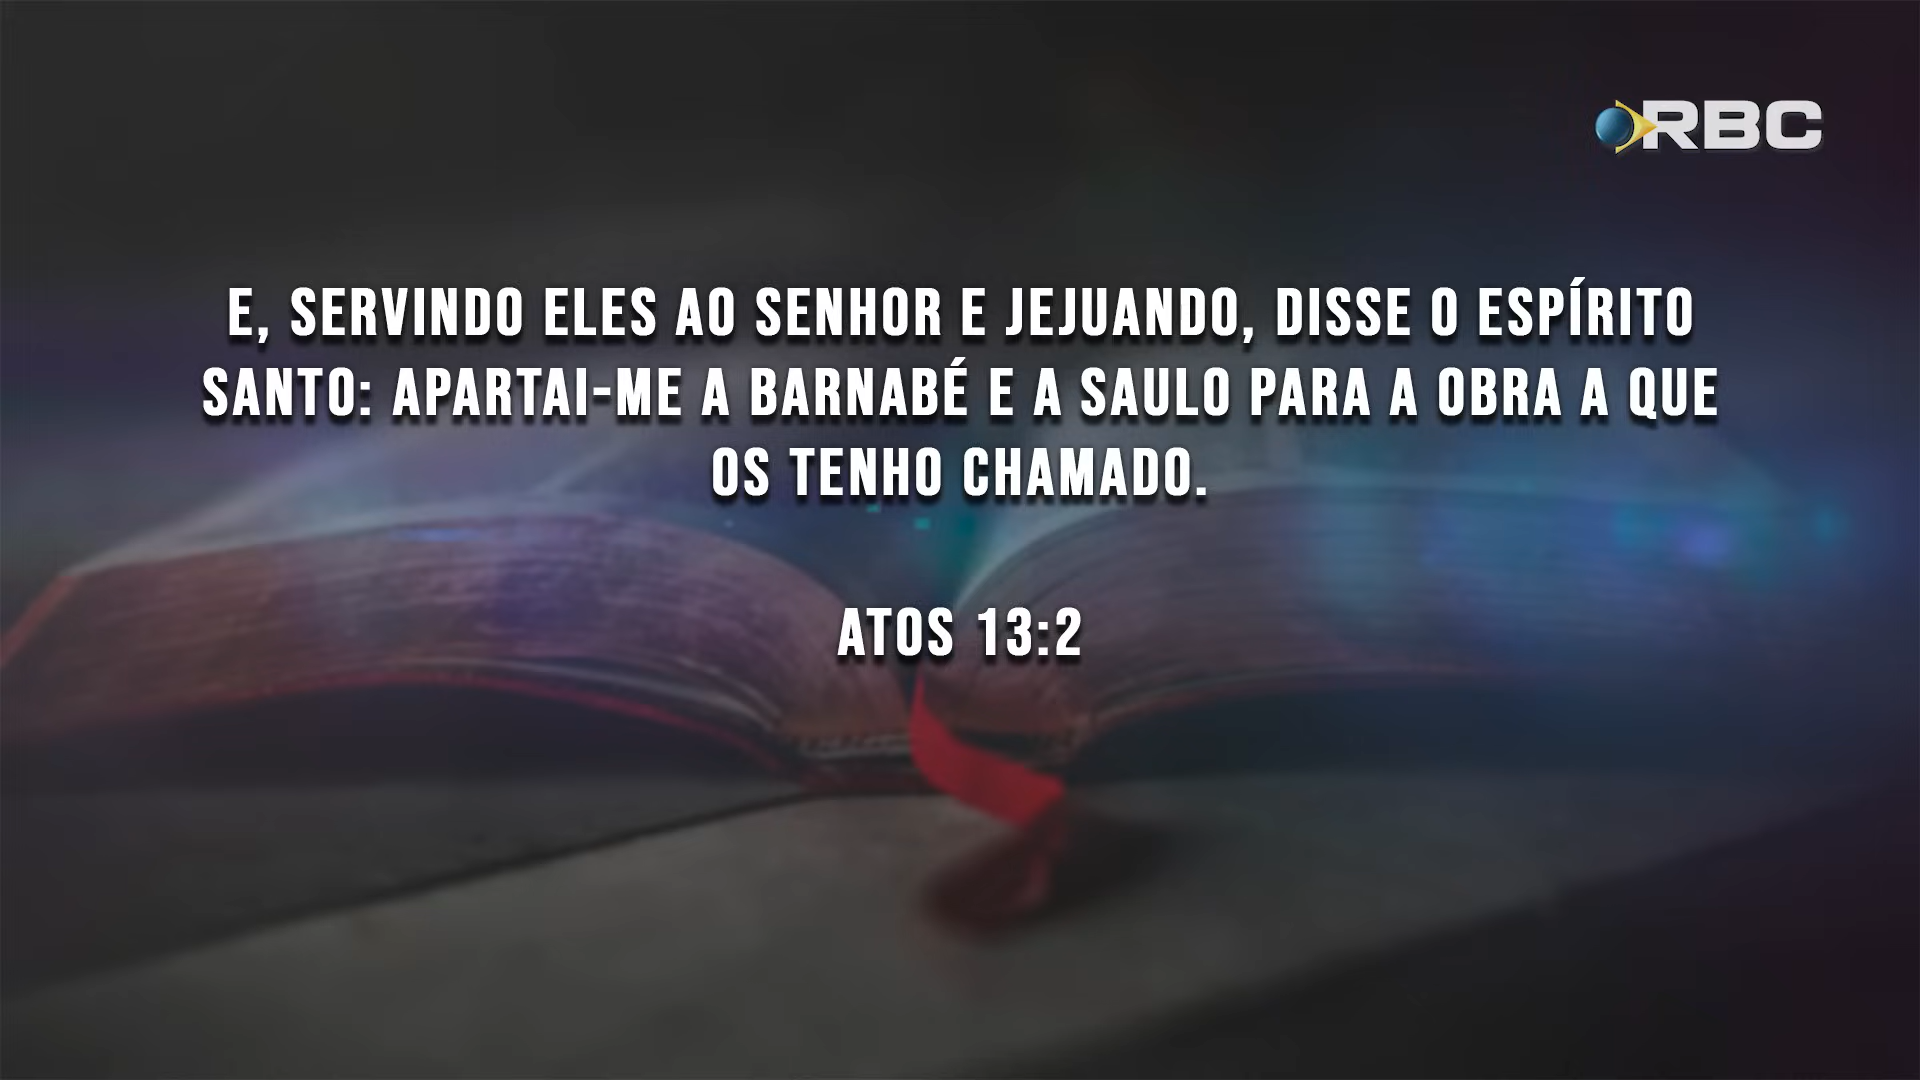 RBC
E, SERVINDO ELES AO SENHOR E JEJUANDO, DISSE O ESPÍRITO
SANTO: APARTAI-ME A BARNABÉ E A SAULO PARA A OBRA A QUE
OS TENHO CHAMADO.
ATOS 13:2